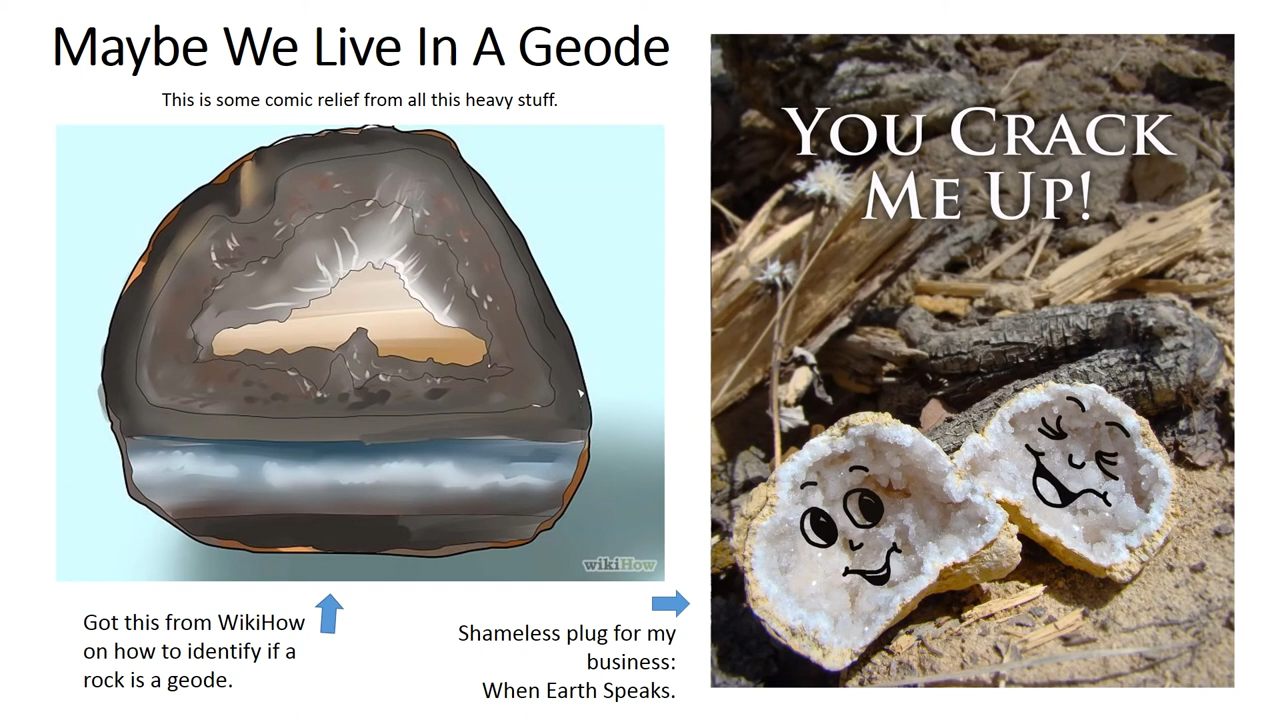 Maybe We Live In A Geode
This is some comic relief from all this heavy stuff.
YOU CRACK
ME UP!
wikiHow
Got this from WikiHow
on how to identify if a
rock is a geode.
Shameless plug for my
business:
When Earth Speaks.